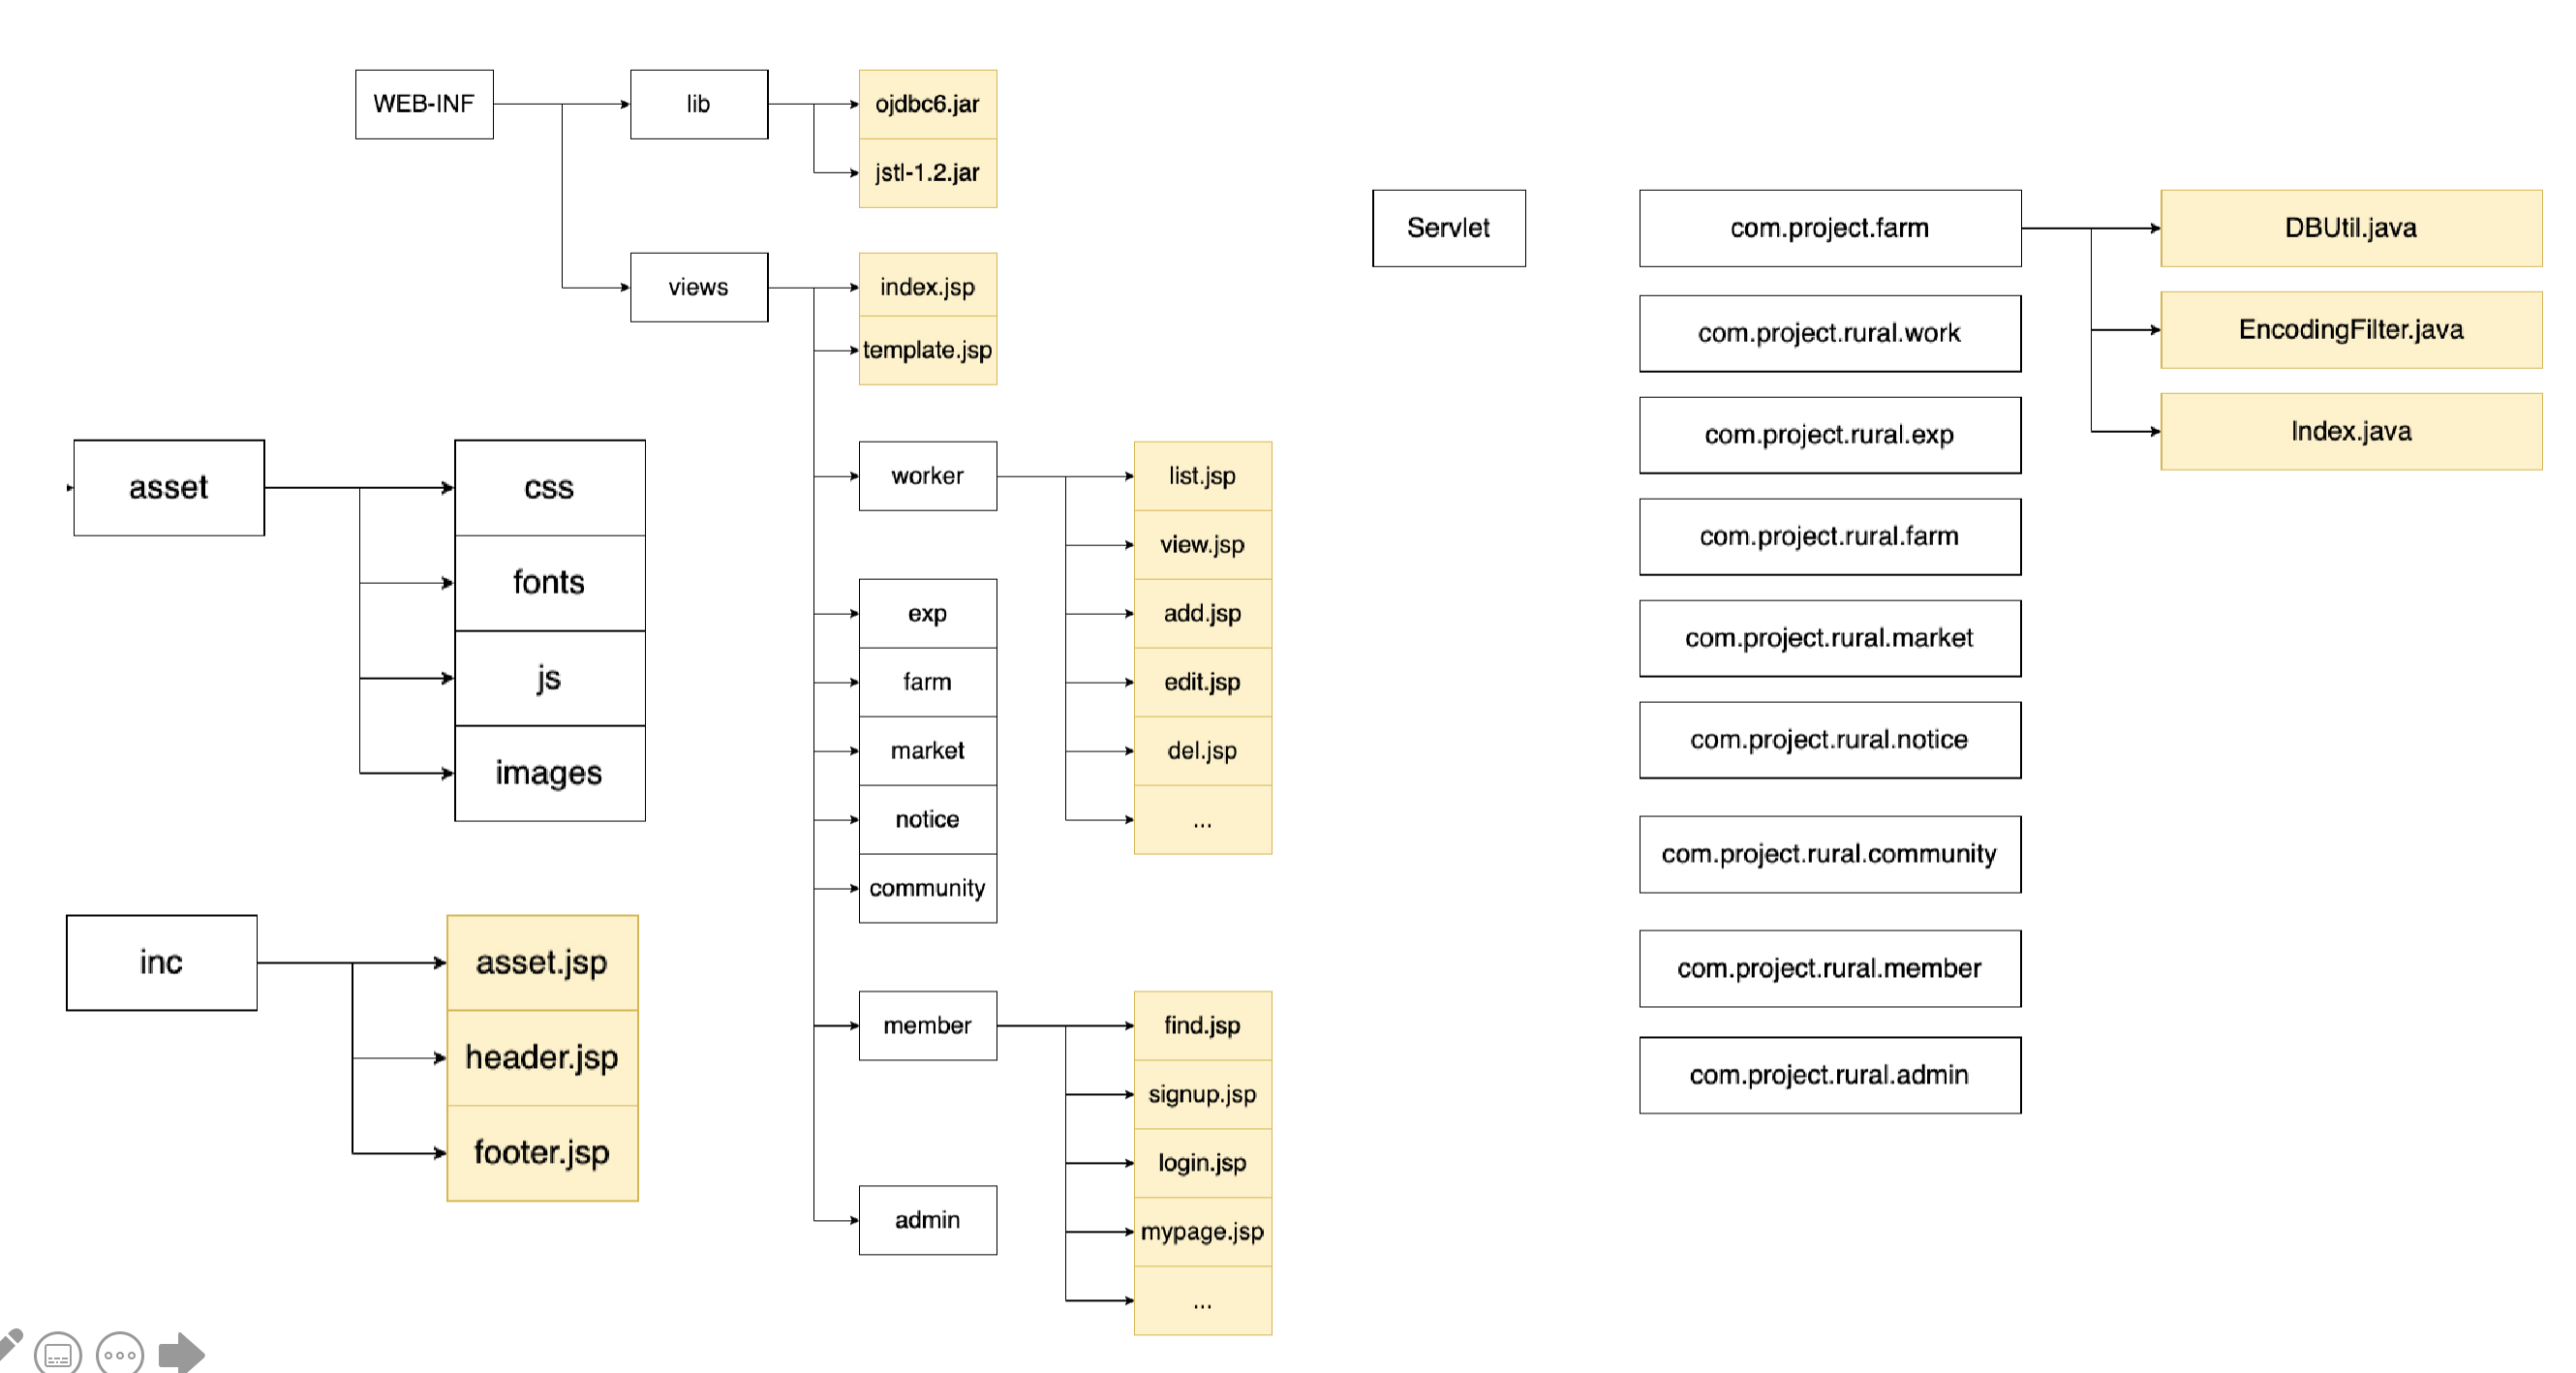 WEB-INF
lib
ojdbc6.jar
jstl-1.2.jar
views
index.jsp
template.jsp
asset
css
fonts
js
images
inc
asset.jsp
header.jsp
footer.jsp
worker
list.jsp
view.jsp
add.jsp
edit.jsp
del.jsp
...
exp
farm
market
notice
community
member
find.jsp
signup.jsp
login.jsp
mypage.jsp
...
admin
Servlet
com.project.farm
DBUtil.java
EncodingFilter.java
Index.java
com.project.rural.work
com.project.rural.exp
com.project.rural.farm
com.project.rural.market
com.project.rural.notice
com.project.rural.community
com.project.rural.member
com.project.rural.admin